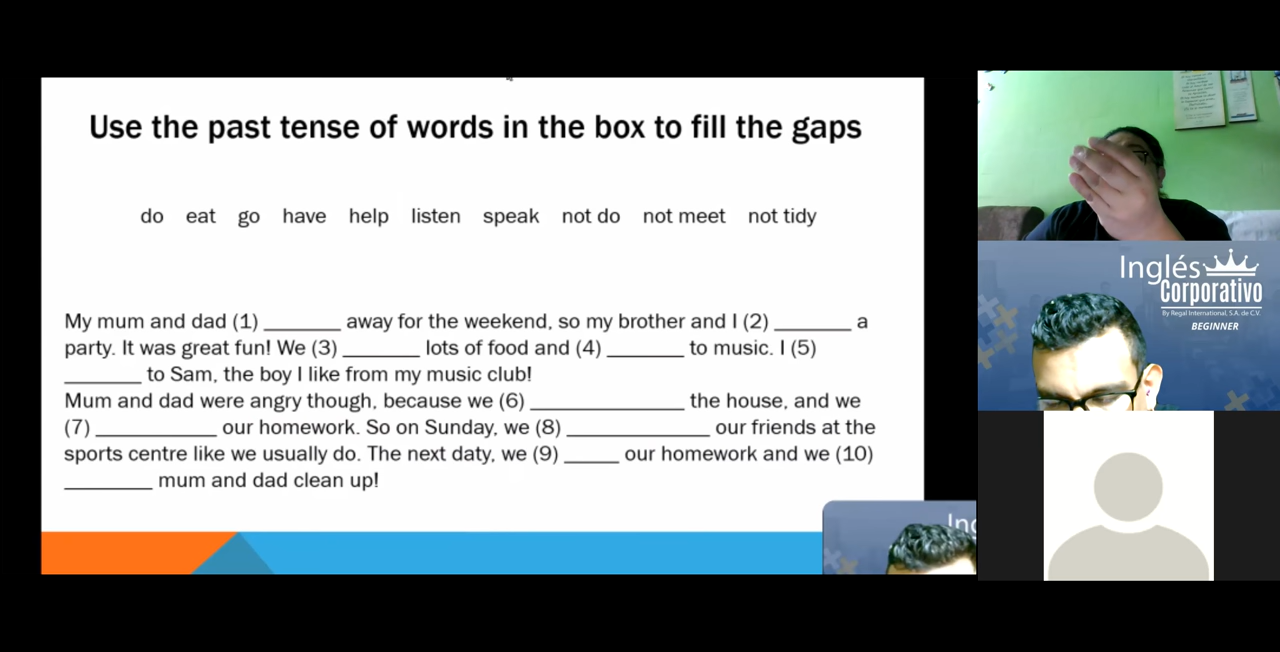 Use the past tense of words in the box to fill the gaps
do eat go have help listen speak not do not meet not tidy
My mum and dad (1) _______ away for the weekend, so my brother and I (2) _______ a
party. It was great fun! We (3) _______ lots of food and (4) _______ to music. I (5)
_______ to Sam, the boy I like from my music club!
Mum and dad were angry though, because we (6) ______________ the house, and we
(7) ___________ our homework. So on Sunday, we (8) _____________ our friends at the
sports centre like we usually do. The next daty, we (9) _____ our homework and we (10)
________ mum and dad clean up!
Inglés
Corporativo
By Regal International, S.A. de C.V.
BEGINNER